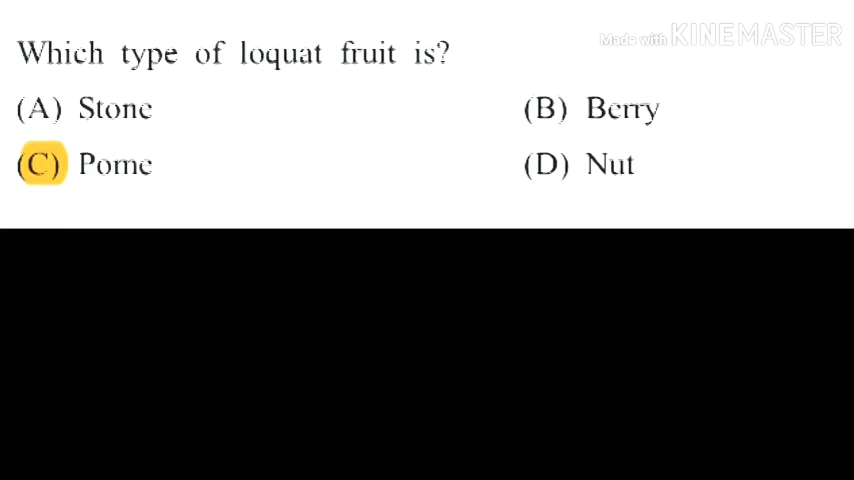 Made with KINEMASTER
Which type of loquat fruit is?
(A) Stone (B) Berry
(C) Pome (D) Nut